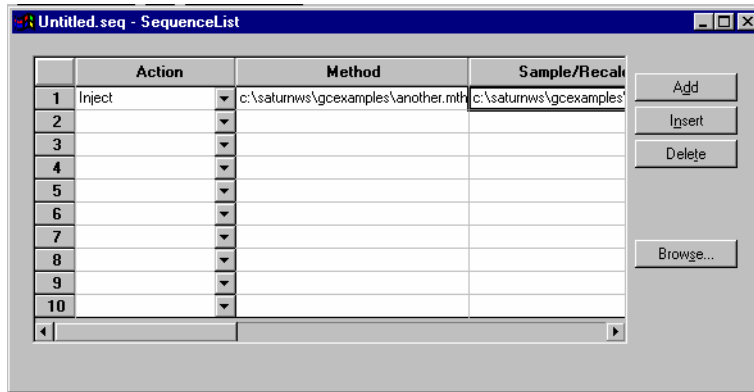 Untitled.seq - SequenceList
Action Method Sample/Recal
1 Inject c:\saturnws\gcexamples\another.mth c:\saturnws\gcexamples\
2
3
4
5
6
7
8
9
10
Add
Insert
Delete
Browse...